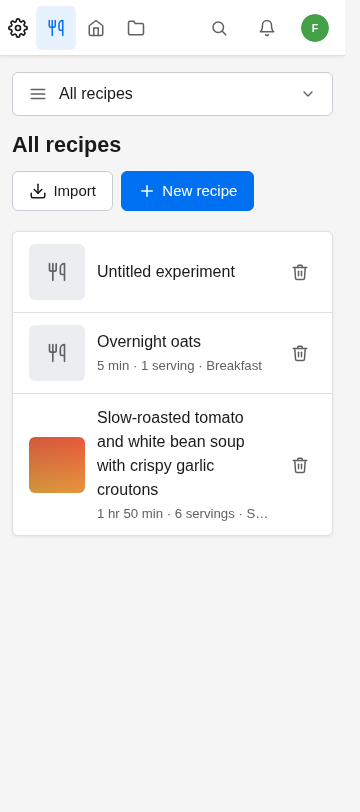 F
All recipes
All recipes
Import
New recipe
Untitled experiment
Overnight oats
5 min · 1 serving · Breakfast
Slow-roasted tomato
and white bean soup
with crispy garlic
croutons
1 hr 50 min · 6 servings · S…